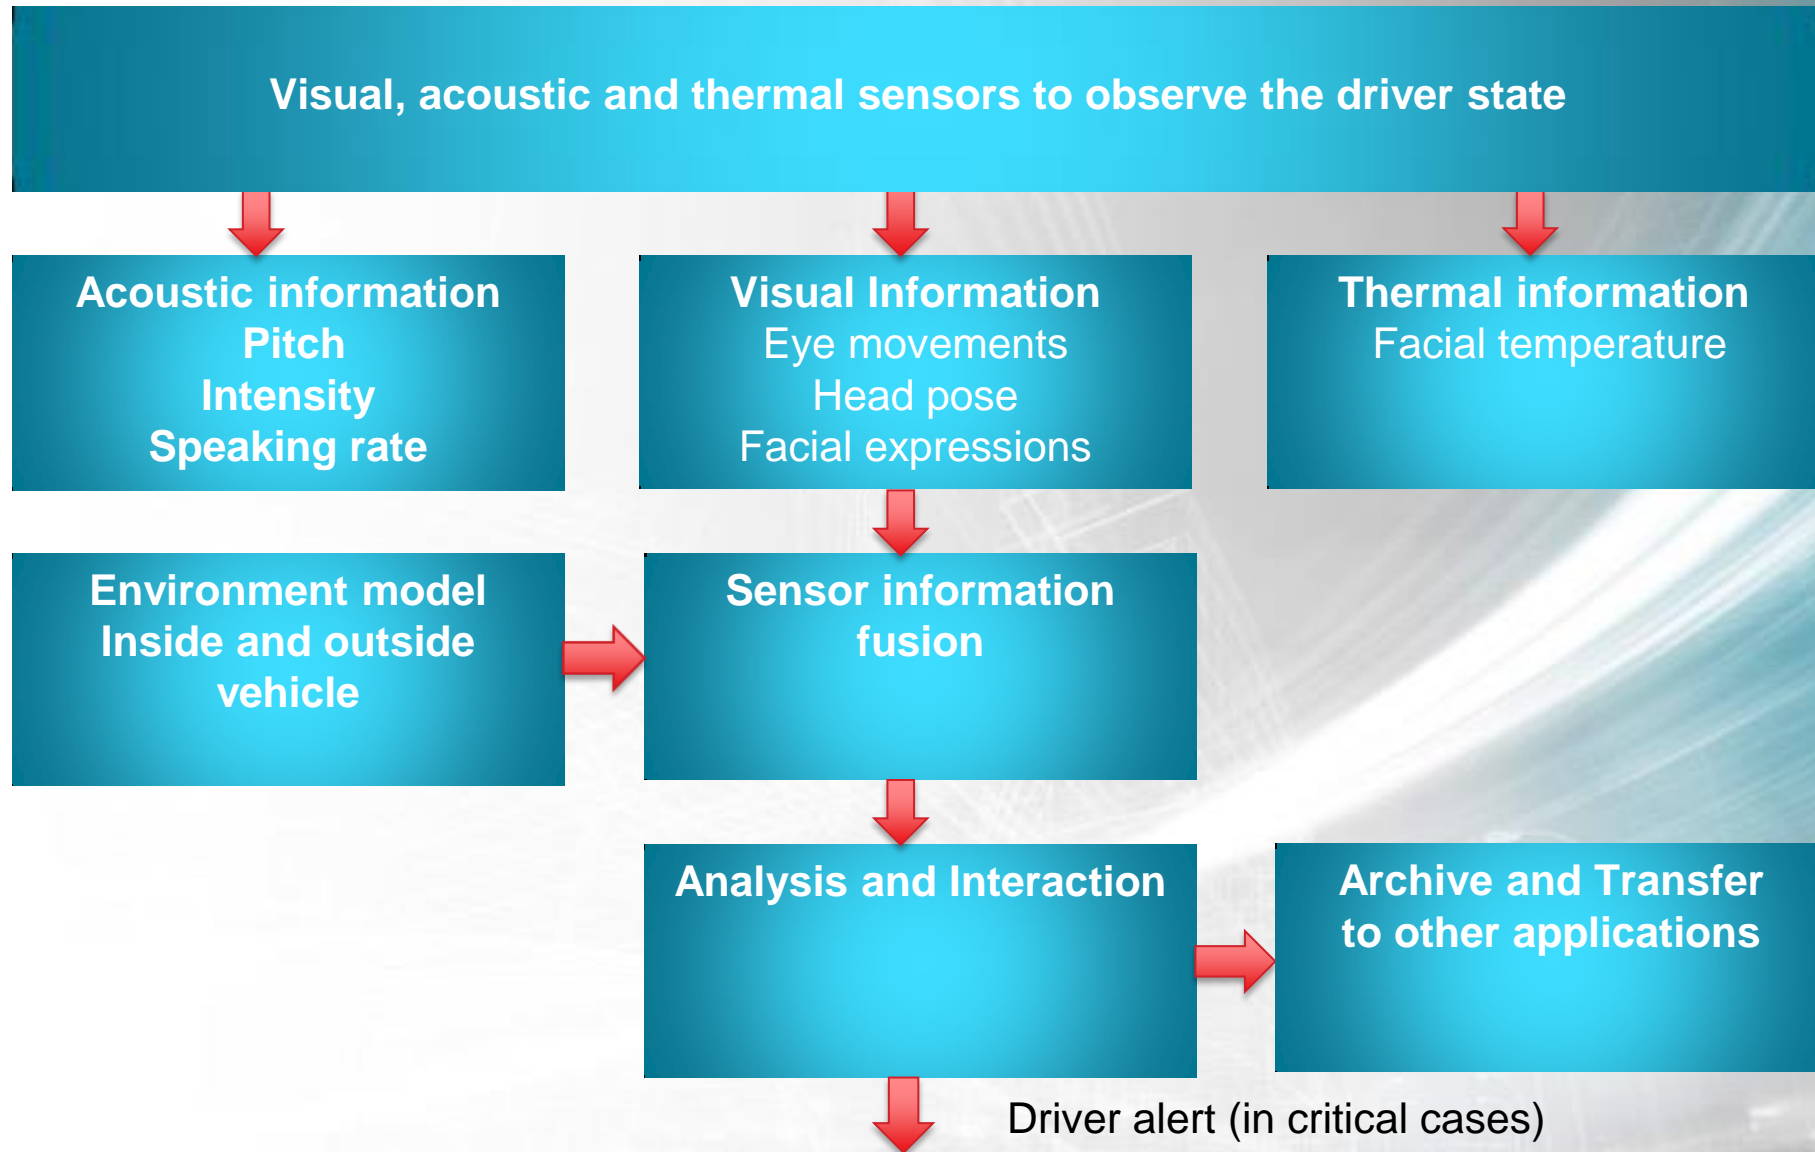 Visual, acoustic and thermal sensors to observe the driver state
Acoustic information
Pitch
Intensity
Speaking rate
Visual Information
Eye movements
Head pose
Facial expressions
Thermal information
Facial temperature
Environment model
Inside and outside
vehicle
Sensor information
fusion
Analysis and Interaction
Archive and Transfer
to other applications
Driver alert (in critical cases)